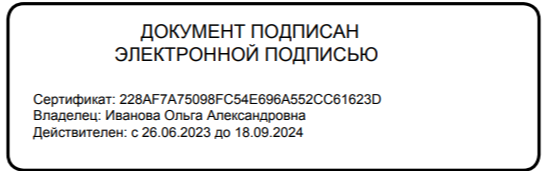 ДОКУМЕНТ ПОДПИСАН
ЭЛЕКТРОННОЙ ПОДПИСЬЮ
Сертификат: 228AF7A75098FC54E696A552CC61623D
Владелец: Иванова Ольга Александровна
Действителен: с 26.06.2023 до 18.09.2024